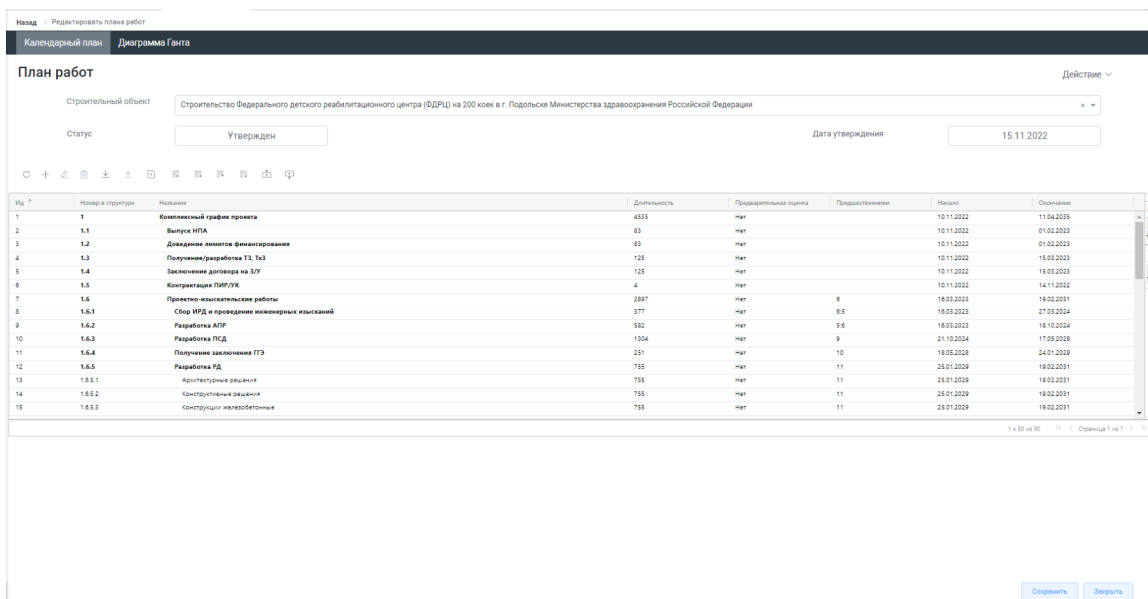 Назад > Редактировать плана работ
Календарный план Диаграмма Ганта
План работ
Действие
Строительный объект Строительство Федерального детского реабилитационного центра (ФДРЦ) на 200 коек в г. Подольске Министерства здравоохранения Российской Федерации
Статус Утвержден Дата утверждения 15.11.2022
Ид Номер в структуре Название Длительность Предварительная оценка Предшественники Начало Окончание
1 1 Комплексный график проекта 4535 Нет 10.11.2022 11.04.2035
2 1.1 Выпуск НПА 83 Нет 10.11.2022 01.02.2023
3 1.2 Доведение лимитов финансирования 83 Нет 10.11.2022 01.02.2023
4 1.3 Получение/разработка ТЗ, ТхЗ 125 Нет 10.11.2022 15.03.2023
5 1.4 Заключение договора на З/У 125 Нет 10.11.2022 15.03.2023
6 1.5 Контрактация ПИР/УК 4 Нет 10.11.2022 14.11.2022
7 1.6 Проектно-изыскательские работы 2897 Нет 6 16.03.2023 19.02.2031
8 1.6.1 Сбор ИРД и проведение инженерных изысканий 377 Нет 6;5 16.03.2023 27.03.2024
9 1.6.2 Разработка АПР 582 Нет 5;6 16.03.2023 18.10.2024
10 1.6.3 Разработка ПСД 1304 Нет 9 21.10.2024 17.05.2028
11 1.6.4 Получение заключения ГГЭ 251 Нет 10 18.05.2028 24.01.2029
12 1.6.5 Разработка РД 755 Нет 11 25.01.2029 19.02.2031
13 1.6.5.1 Архитектурные решения 755 Нет 11 25.01.2029 19.02.2031
14 1.6.5.2 Конструктивные решения 755 Нет 11 25.01.2029 19.02.2031
15 1.6.5.3 Конструкции железобетонные 755 Нет 11 25.01.2029 19.02.2031
1 к 50 из 50 Страница 1 из 1
Сохранить Закрыть